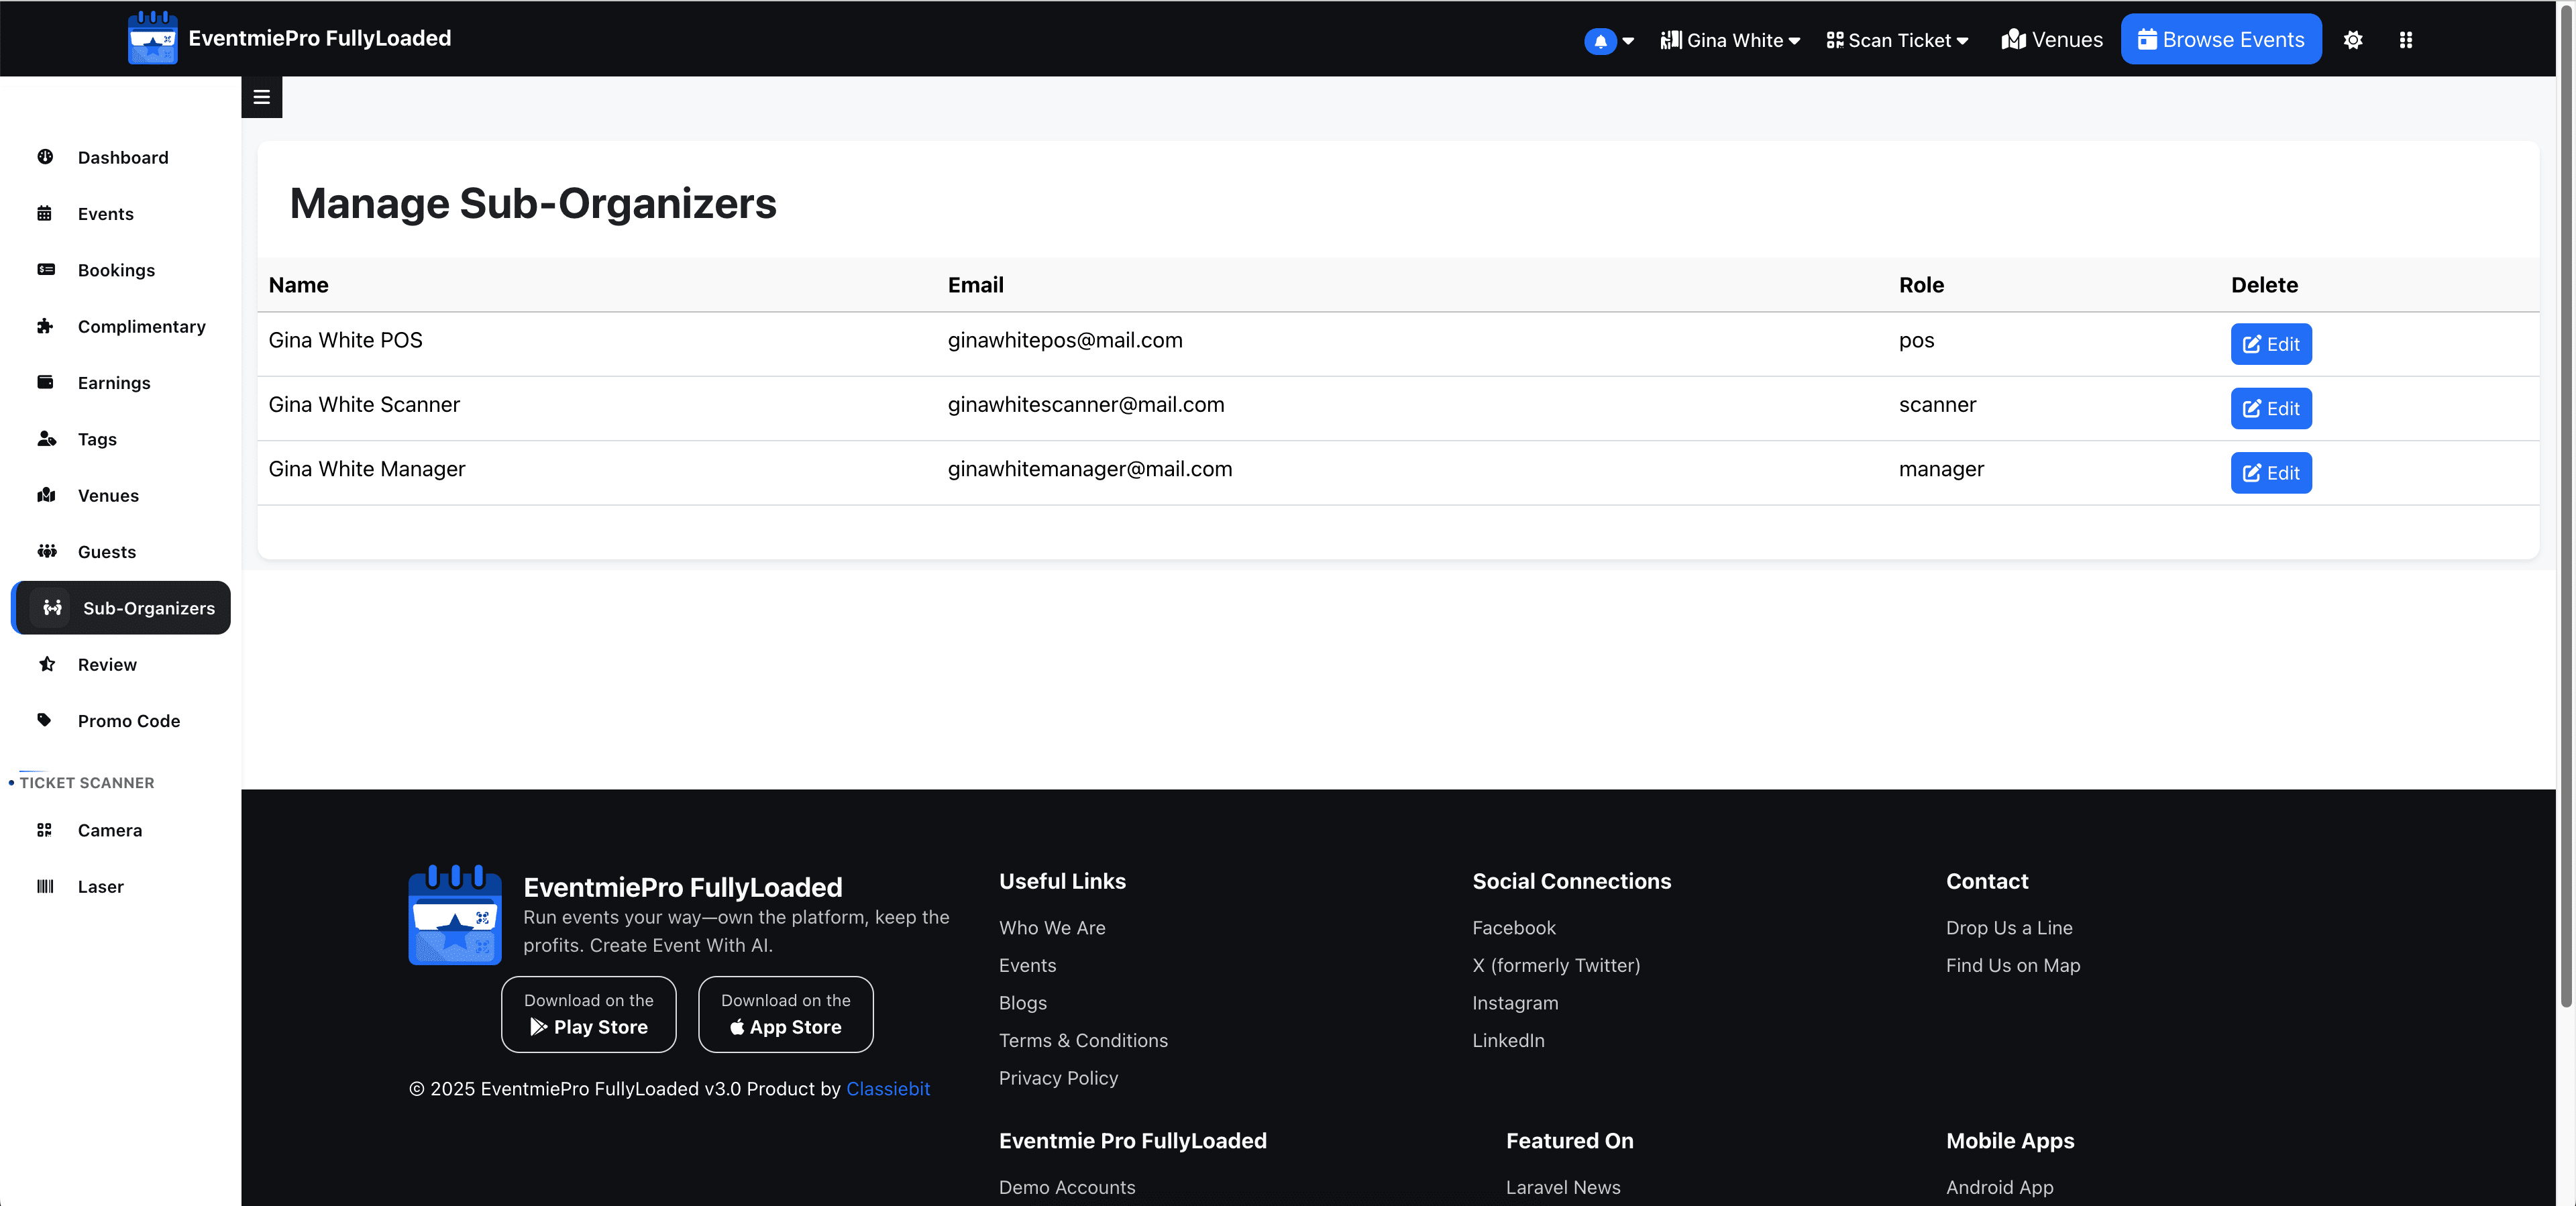 EventmiePro FullyLoaded
Gina White
Scan Ticket
Venues
Browse Events
Dashboard
Events
Bookings
Complimentary
Earnings
Tags
Venues
Guests
Sub-Organizers
Review
Promo Code
TICKET SCANNER
Camera
Laser
Manage Sub-Organizers
Name Email Role Delete
Gina White POS ginawhitepos@mail.com pos Edit
Gina White Scanner ginawhitescanner@mail.com scanner Edit
Gina White Manager ginawhitemanager@mail.com manager Edit
EventmiePro FullyLoaded
Run events your way—own the platform, keep the
profits. Create Event With AI.
Download on the
Play Store
Download on the
App Store
© 2025 EventmiePro FullyLoaded v3.0 Product by Classiebit
Useful Links
Who We Are
Events
Blogs
Terms & Conditions
Privacy Policy
Social Connections
Facebook
X (formerly Twitter)
Instagram
LinkedIn
Contact
Drop Us a Line
Find Us on Map
Eventmie Pro FullyLoaded
Demo Accounts
Featured On
Laravel News
Mobile Apps
Android App